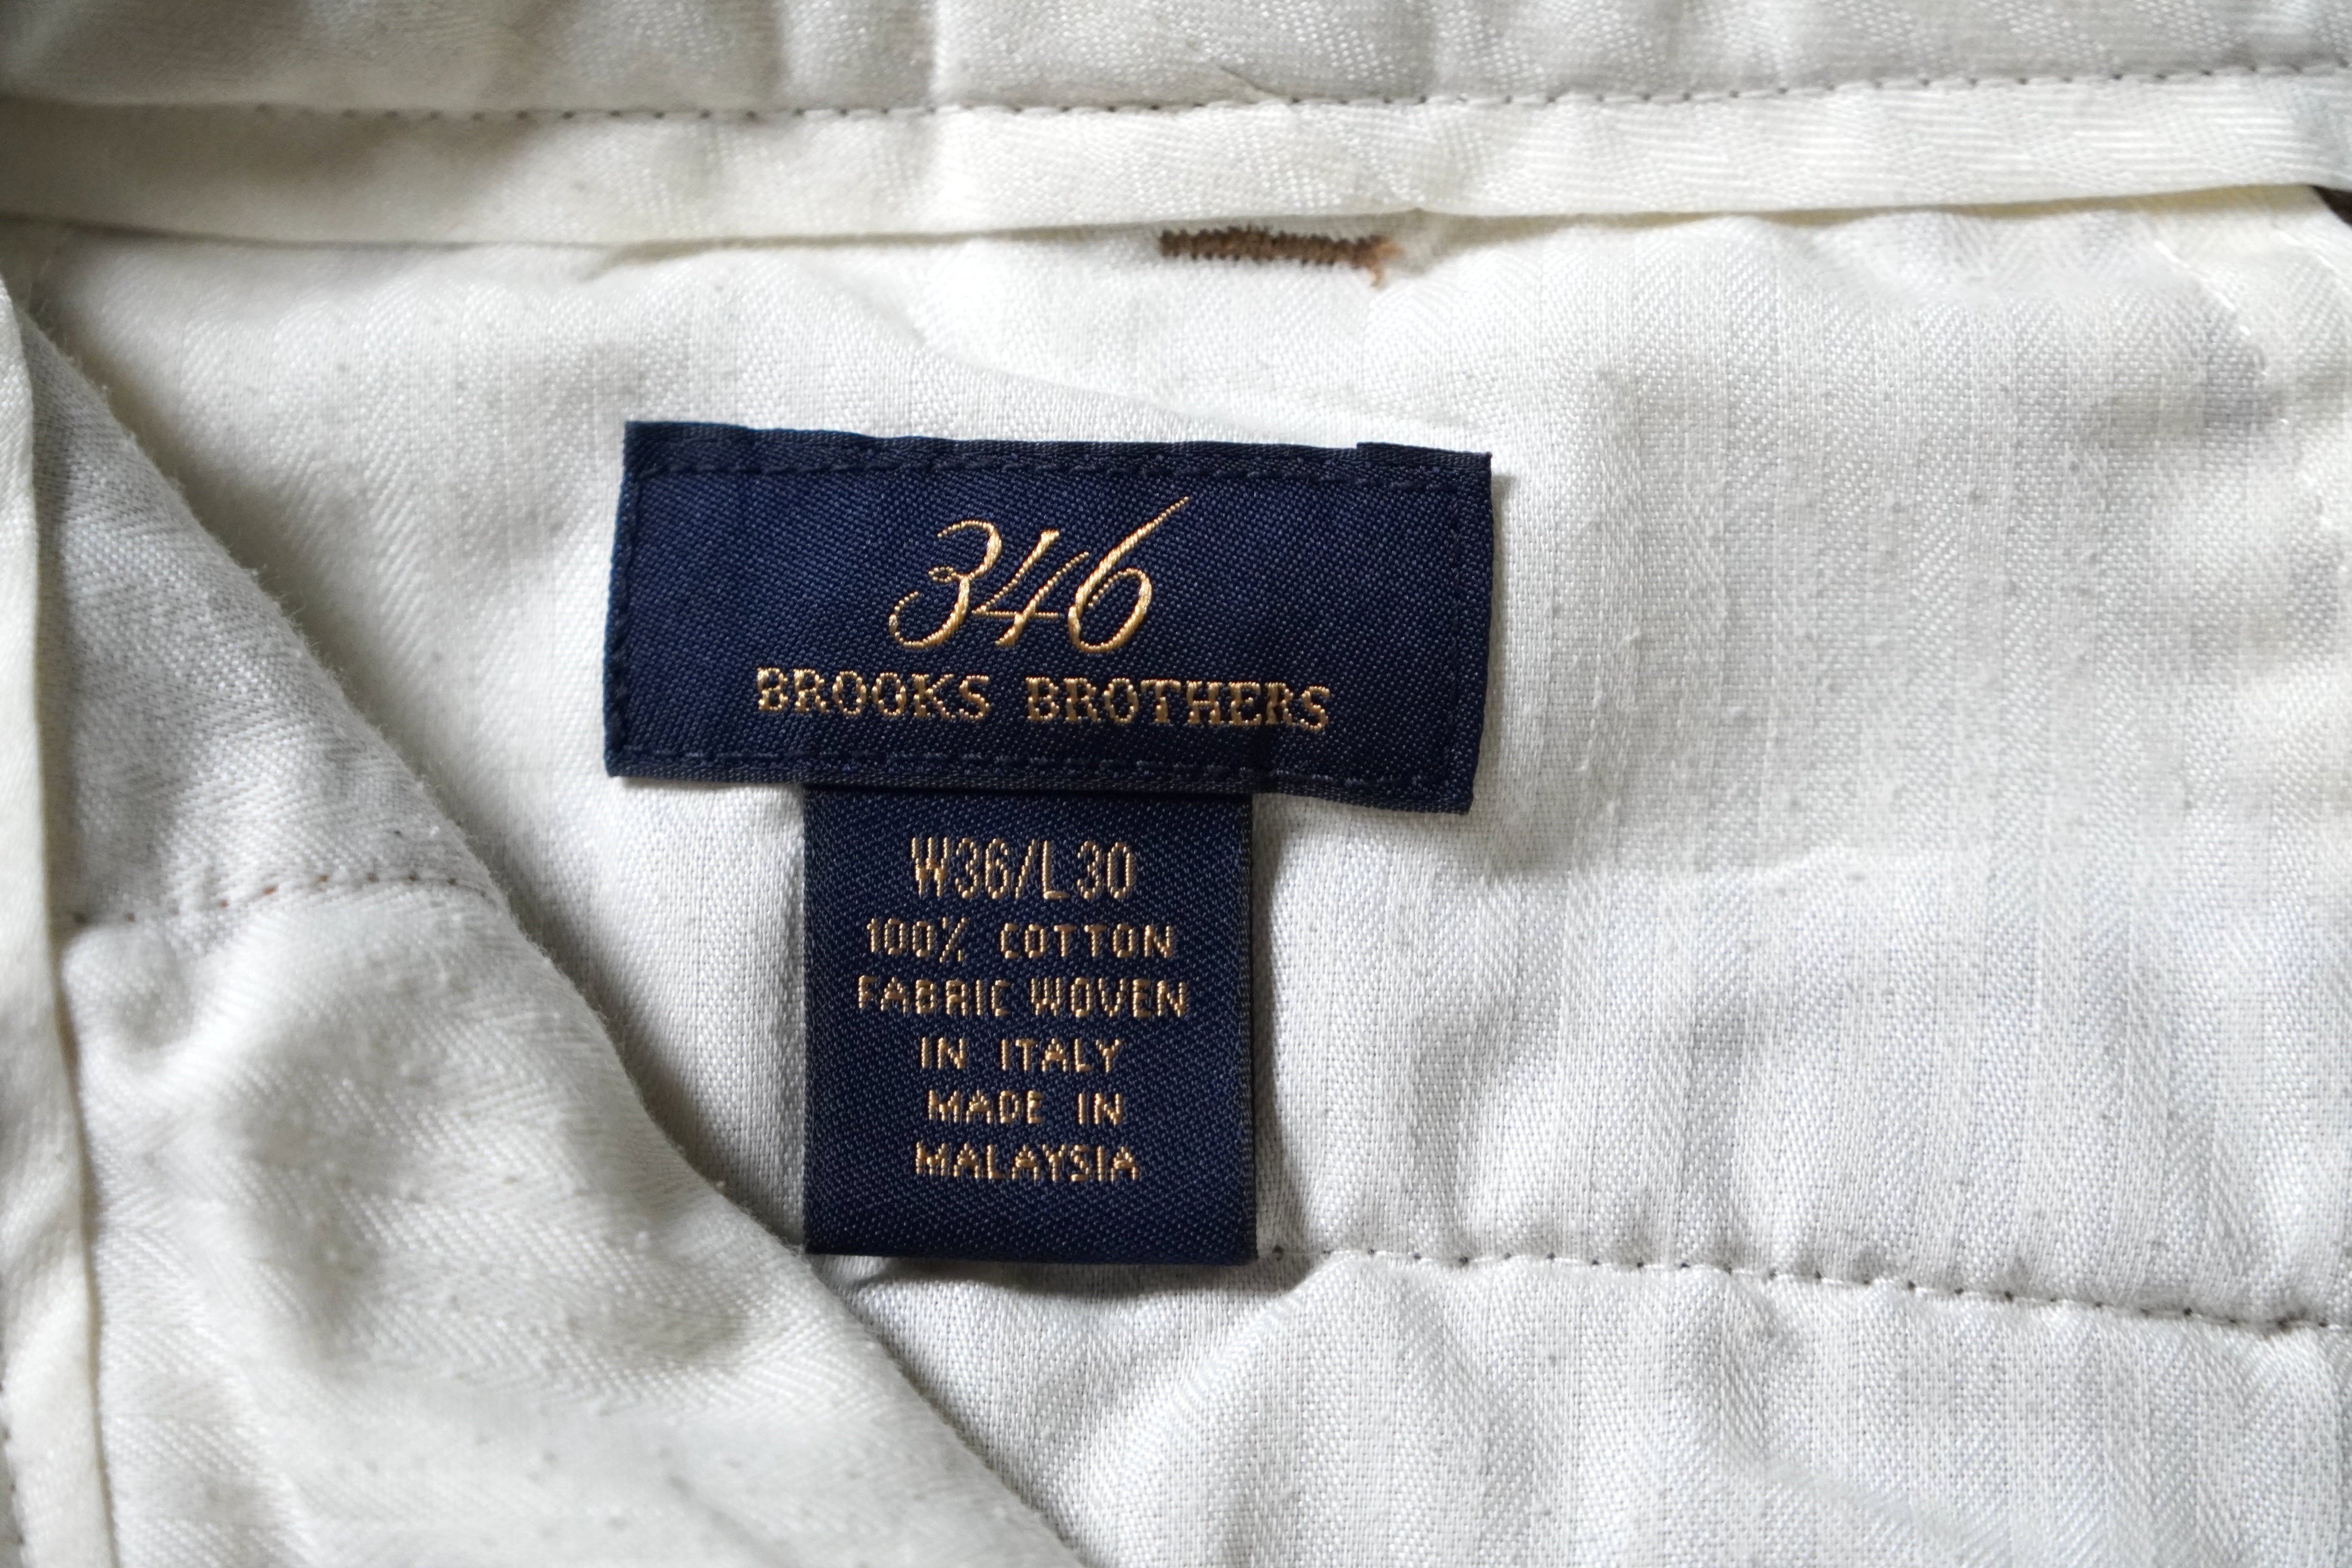 346
BROOKS BROTHERS
W36/L30
100% COTTON
FABRIC WOVEN
IN ITALY
MADE IN
MALAYSIA